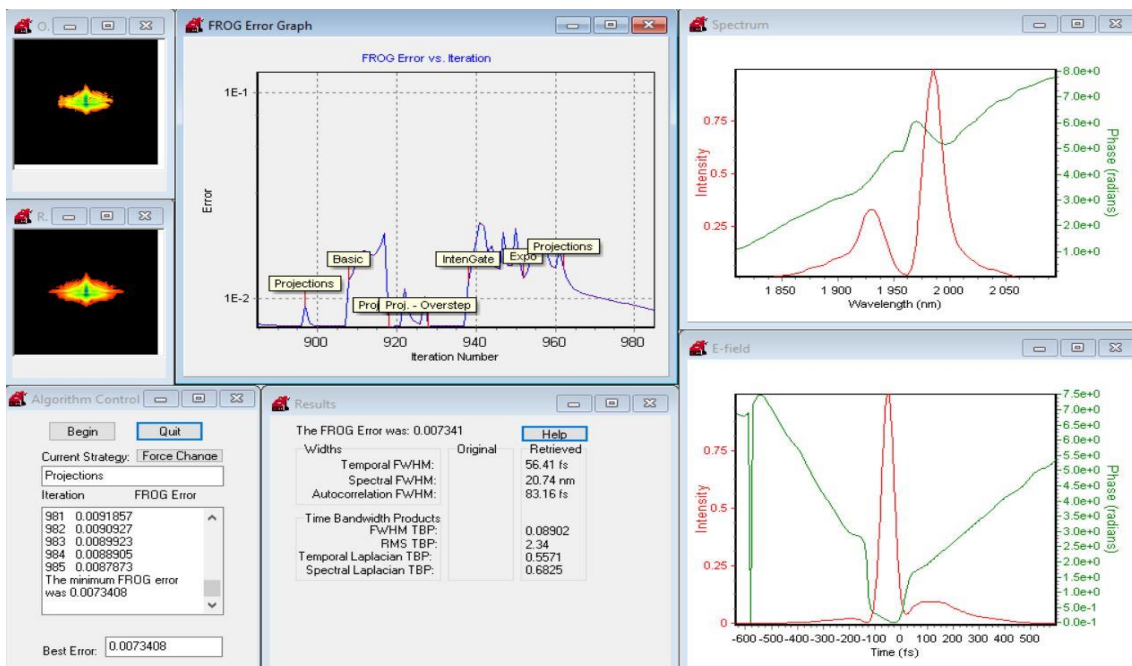 O.
R.
FROG Error Graph
FROG Error vs. Iteration
1E-1
Error
Basic
IntenGate
Projections
Expo
Projections
Proj
Proj. - Overstep
1E-2
900 920 940 960 980
Iteration Number
Spectrum
Intensity
0.75
0.5
0.25
8.0e+0
7.0e+0
6.0e+0
5.0e+0
4.0e+0
3.0e+0
2.0e+0
1.0e+0
Phase (radians)
1 850 1 900 1 950 2 000 2 050
Wavelength (nm)
Algorithm Control
Begin Quit
Current Strategy: Force Change
Projections
Iteration FROG Error
981 0.0091857
982 0.0090927
983 0.0089923
984 0.0088905
985 0.0087873
The minimum FROG error
was 0.0073408
Best Error: 0.0073408
Results
The FROG Error was: 0.007341 Help
Widths Original Retrieved
Temporal FWHM: 56.41 fs
Spectral FWHM: 20.74 nm
Autocorrelation FWHM: 83.16 fs
Time Bandwidth Products
FWHM TBP: 0.08902
RMS TBP: 2.34
Temporal Laplacian TBP: 0.5571
Spectral Laplacian TBP: 0.6825
E-field
Intensity
1
0.75
0.5
0.25
0
7.5e+0
7.0e+0
6.5e+0
6.0e+0
5.5e+0
5.0e+0
4.5e+0
4.0e+0
3.5e+0
3.0e+0
2.5e+0
2.0e+0
1.5e+0
1.0e+0
5.0e-1
0.0e-1
Phase (radians)
-600 -500 -400 -300 -200 -100 0 100 200 300 400 500
Time (fs)